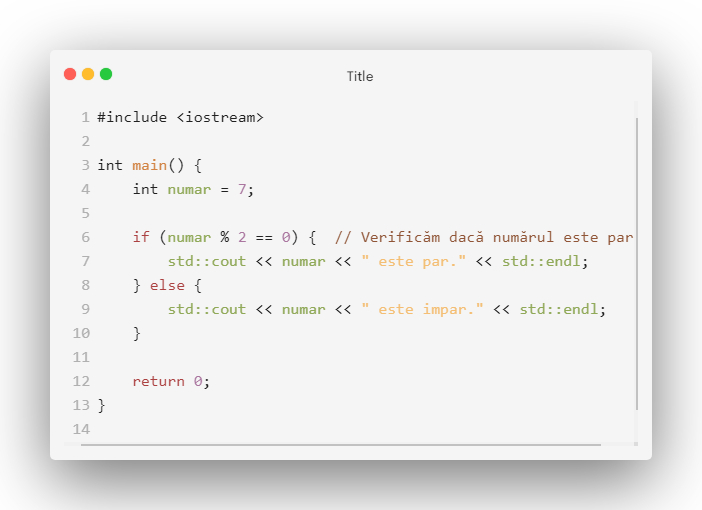 Title
1 #include <iostream>
2
3 int main() {
4     int numar = 7;
5
6     if (numar % 2 == 0) {  // Verificăm dacă numărul este par
7         std::cout << numar << " este par." << std::endl;
8     } else {
9         std::cout << numar << " este impar." << std::endl;
10     }
11
12     return 0;
13 }
14